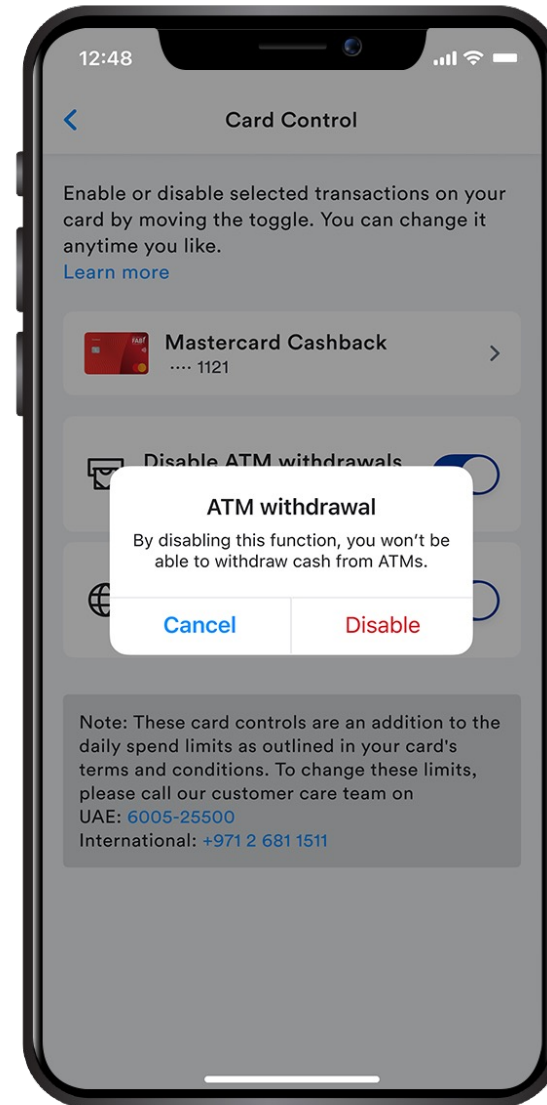 12:48
Card Control
Enable or disable selected transactions on your
card by moving the toggle. You can change it
anytime you like.
Learn more
FAB
Mastercard Cashback
•••• 1121
Disable ATM withdrawals
ATM withdrawal
By disabling this function, you won’t be
able to withdraw cash from ATMs.
Cancel
Disable
Note: These card controls are an addition to the
daily spend limits as outlined in your card's
terms and conditions. To change these limits,
please call our customer care team on
UAE: 6005-25500
International: +971 2 681 1511